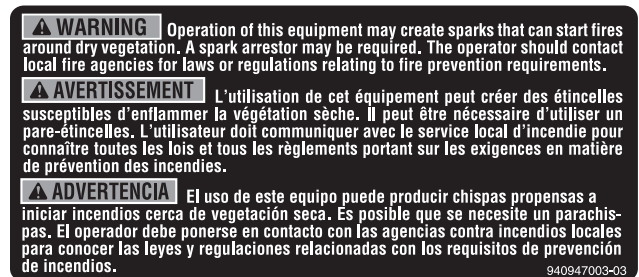 WARNING Operation of this equipment may create sparks that can start fires
around dry vegetation. A spark arrestor may be required. The operator should contact
local fire agencies for laws or regulations relating to fire prevention requirements.
AVERTISSEMENT L'utilisation de cet équipement peut créer des étincelles
susceptibles d'enflammer la végétation sèche. Il peut être nécessaire d'utiliser un
pare-étincelles. L'utilisateur doit communiquer avec le service local d'incendie pour
connaître toutes les lois et tous les règlements portant sur les exigences en matière
de prévention des incendies.
ADVERTENCIA El uso de este equipo puede producir chispas propensas a
iniciar incendios cerca de vegetación seca. Es posible que se necesite un parachis-
pas. El operador debe ponerse en contacto con las agencias contra incendios locales
para conocer las leyes y regulaciones relacionadas con los requisitos de prevención
de incendios.
940947003-03